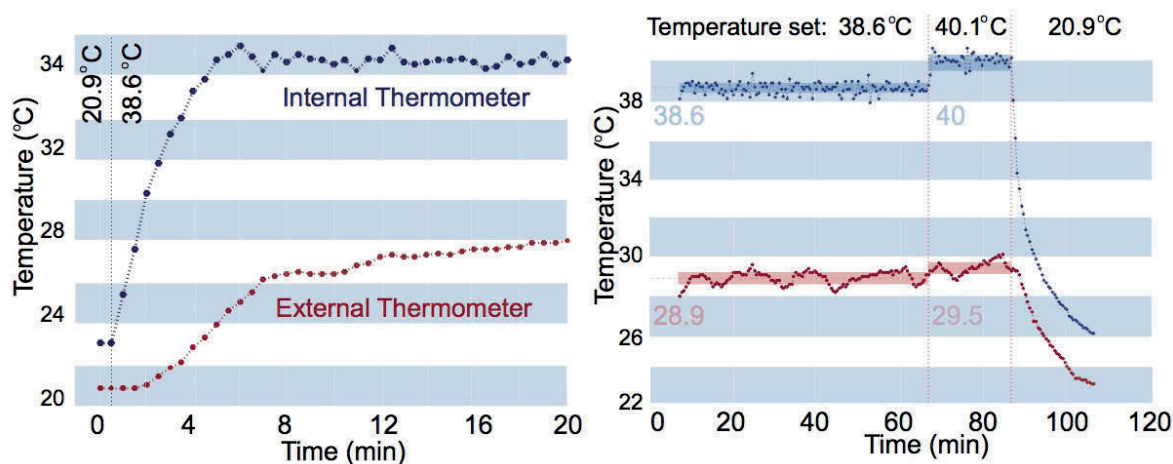 Temperature (°C)
34
32
28
24
20
20.9°C
38.6°C
Internal Thermometer
External Thermometer
0
4
8
12
16
20
Time (min)
Temperature set: 38.6°C 40.1°C 20.9°C
Temperature (°C)
38
34
30
26
22
38.6
40
28.9
29.5
0 20 40 60 80 100 120
Time (min)